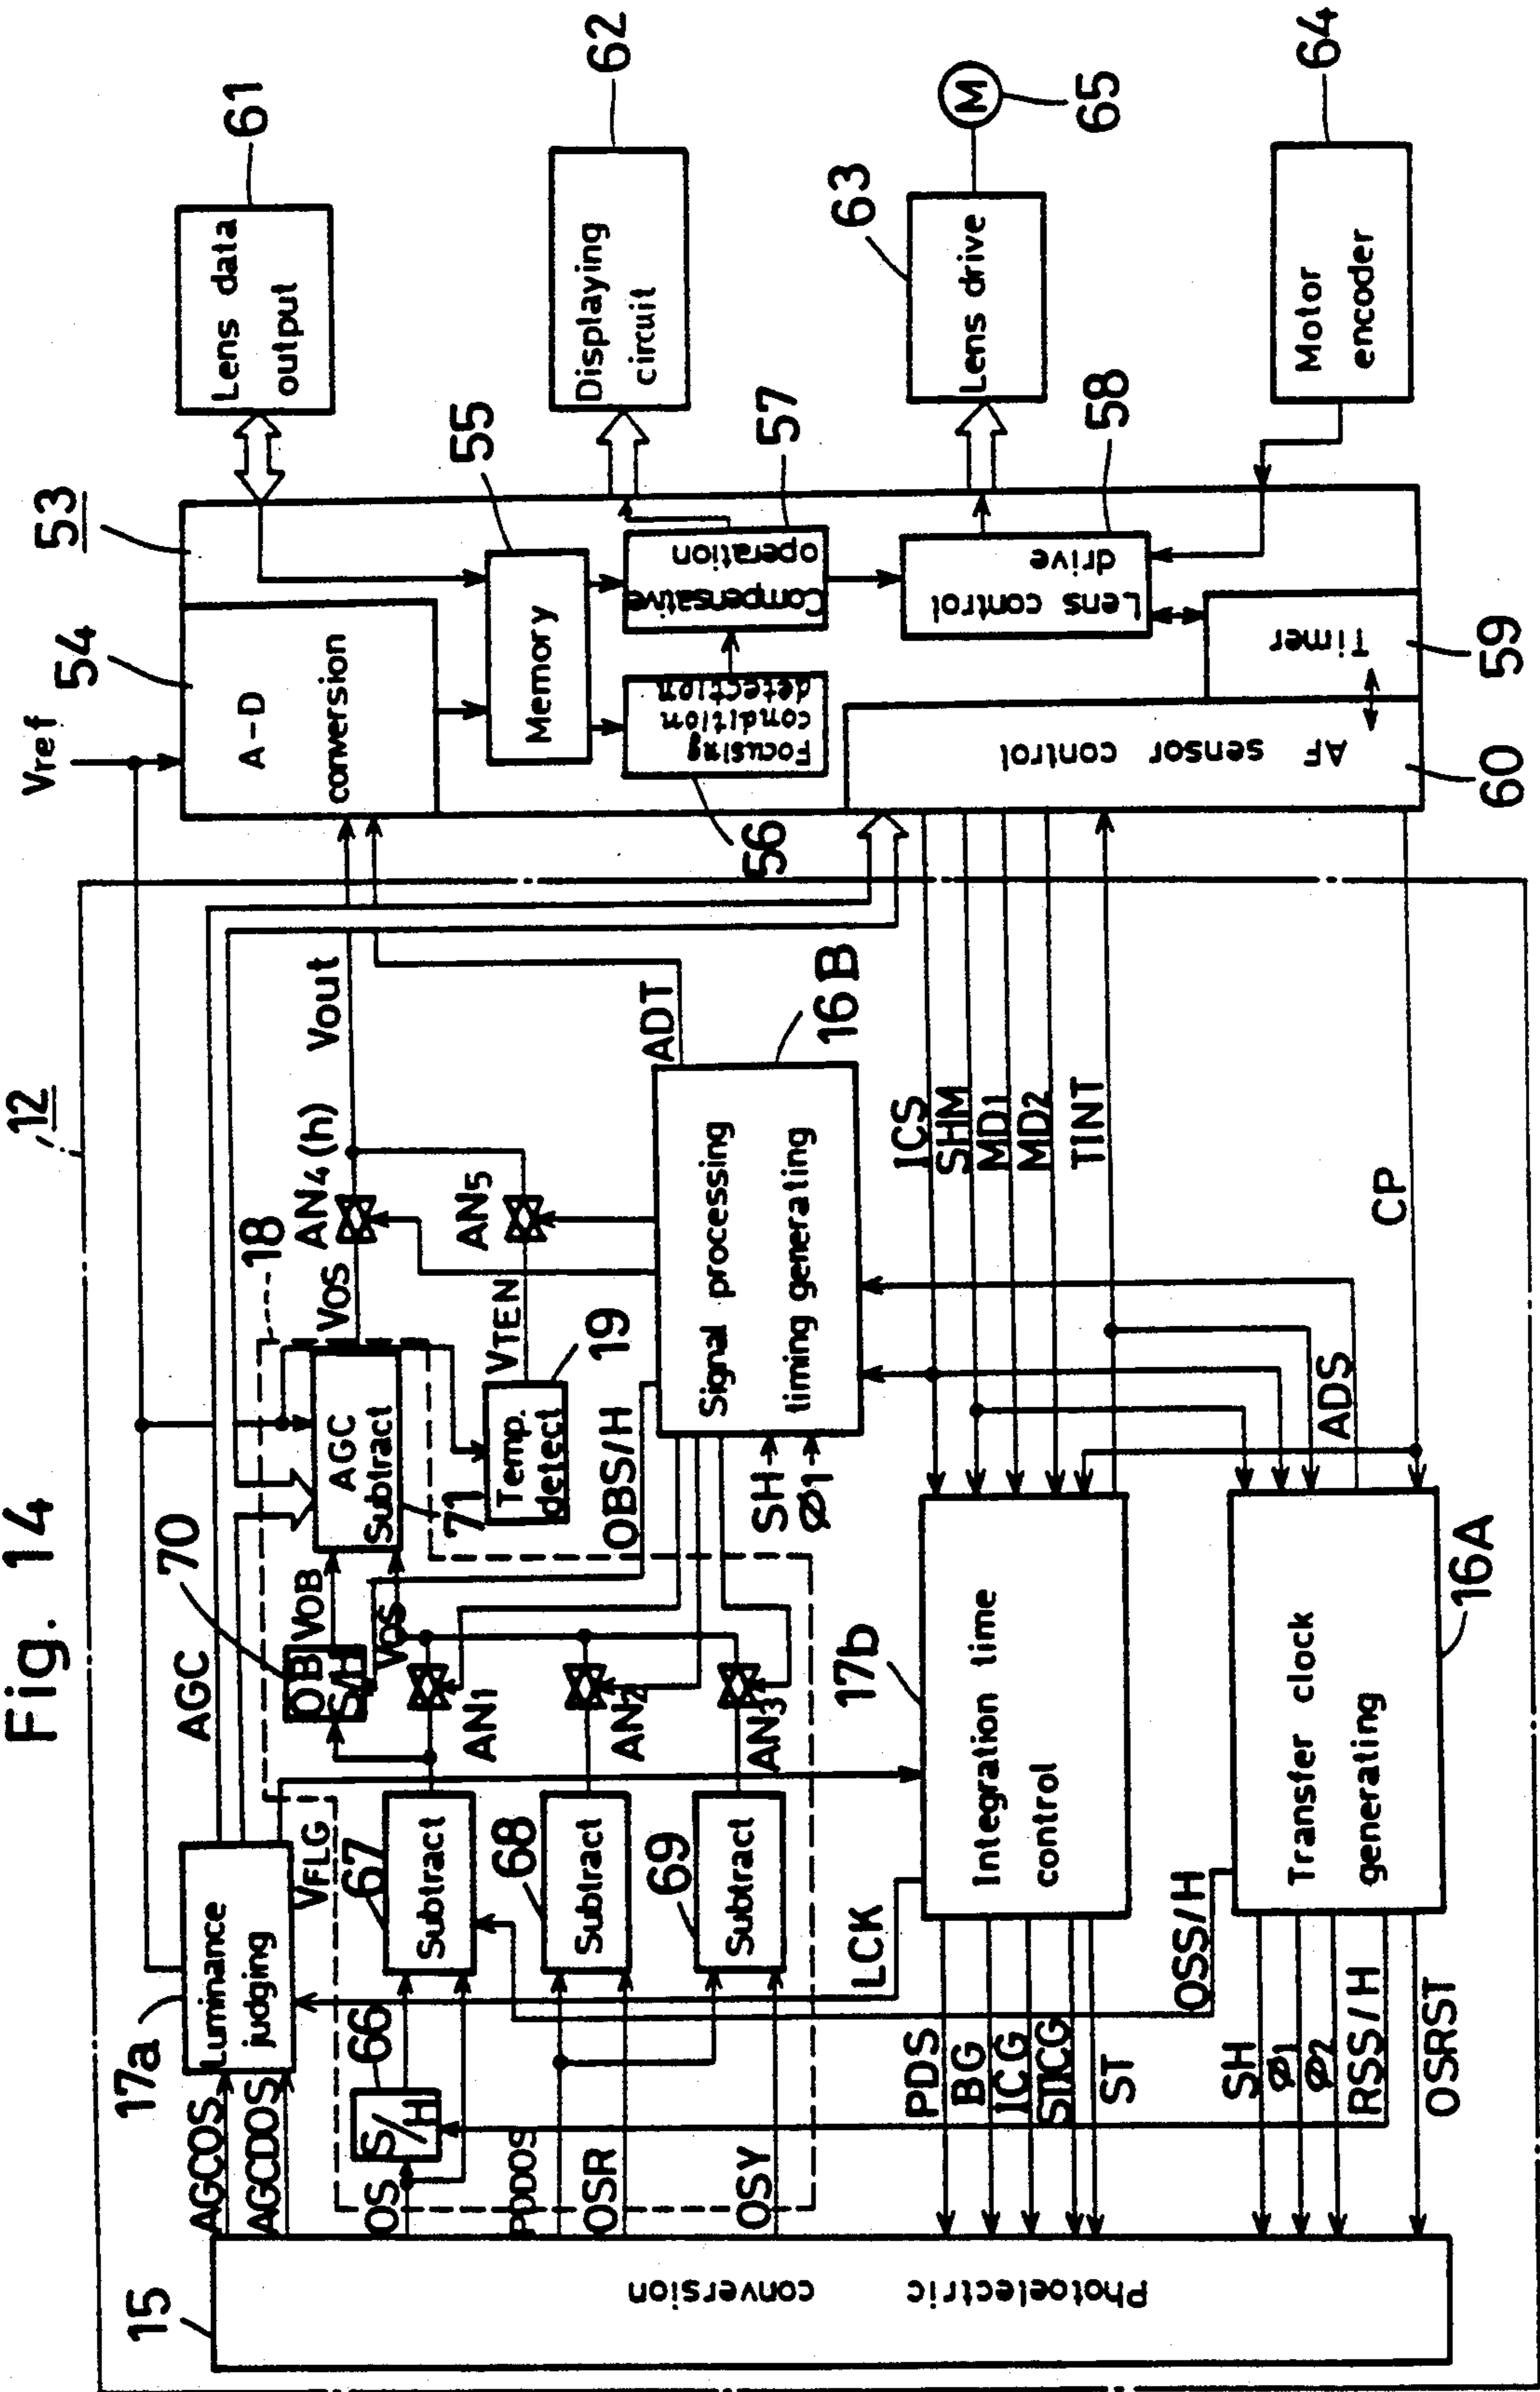 Fig. 14
12
15
Photoelectric conversion
AGCOS
AGCDOS
17a
Luminance
judging
AGC
VFLG
OS
66
S/H
67
Subtract
PDDOS
OSR
68
Subtract
OSY
69
Subtract
70
OB
S/H
VOB
Vos
AN1
AN2
AN3
18
AGC
Subtract
71
Vos
AN4(h)
Vout
Temp.
detect
19
VTEN
AN5
OBS/H
SH
ø1
Signal processing
timing generating
16B
ADT
LCK
17b
Integration time
control
PDS
BG
ICG
STICG
ST
ICS
SHM
MD1
MD2
TINT
OSS/H
SH
ø1
ø2
RSS/H
OSRST
Transfer clock
generating
16A
ADS
CP
Vref
54
53
A-D
conversion
55
Memory
56
Focusing
condition
detection
57
Compensative
operation
58
Lens control
drive
59
Timer
60
AF sensor control
61
Lens data
output
62
Displaying
circuit
63
Lens drive
M
65
64
Motor
encoder